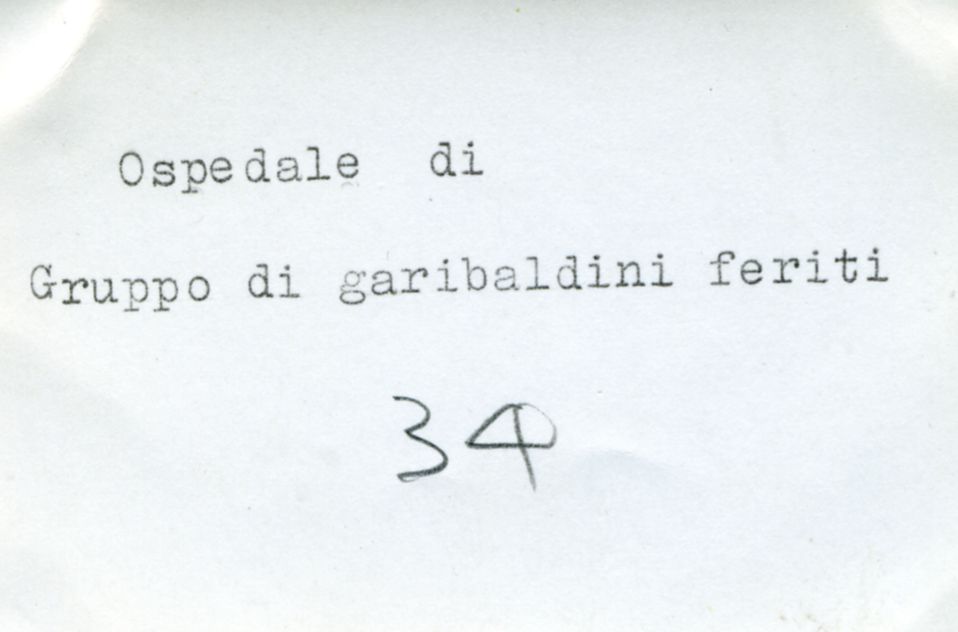 Ospedale di
Gruppo di garibaldini feriti
34